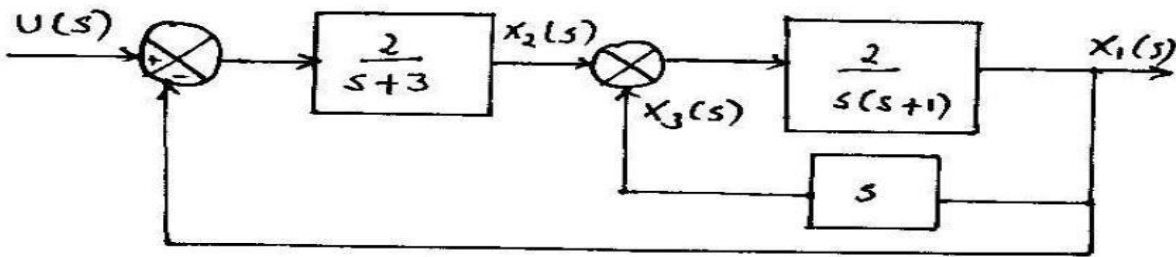 U(s)
+
−
2
s+3
X₂(s)
X₃(s)
2
s(s+1)
X₁(s)
s